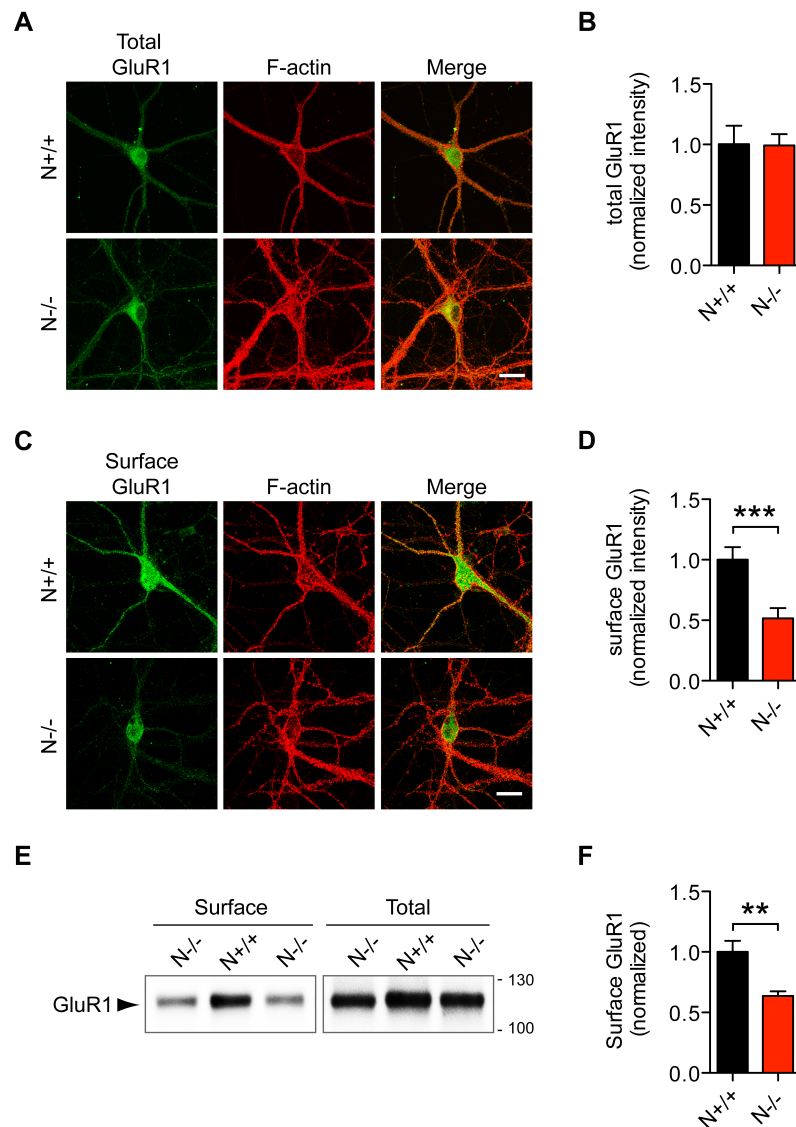 A
Total
GluR1
F-actin
Merge
N+/+
N-/-
B
total GluR1
(normalized intensity)
1.5
1.0
0.5
0.0
N+/+
N-/-
C
Surface
GluR1
F-actin
Merge
N+/+
N-/-
D
surface GluR1
(normalized intensity)
1.5
1.0
0.5
0.0
***
N+/+
N-/-
E
Surface
Total
N-/-
N+/+
N-/-
N-/-
N+/+
N-/-
GluR1
- 130
- 100
F
Surface GluR1
(normalized)
1.5
1.0
0.5
0.0
**
N+/+
N-/-